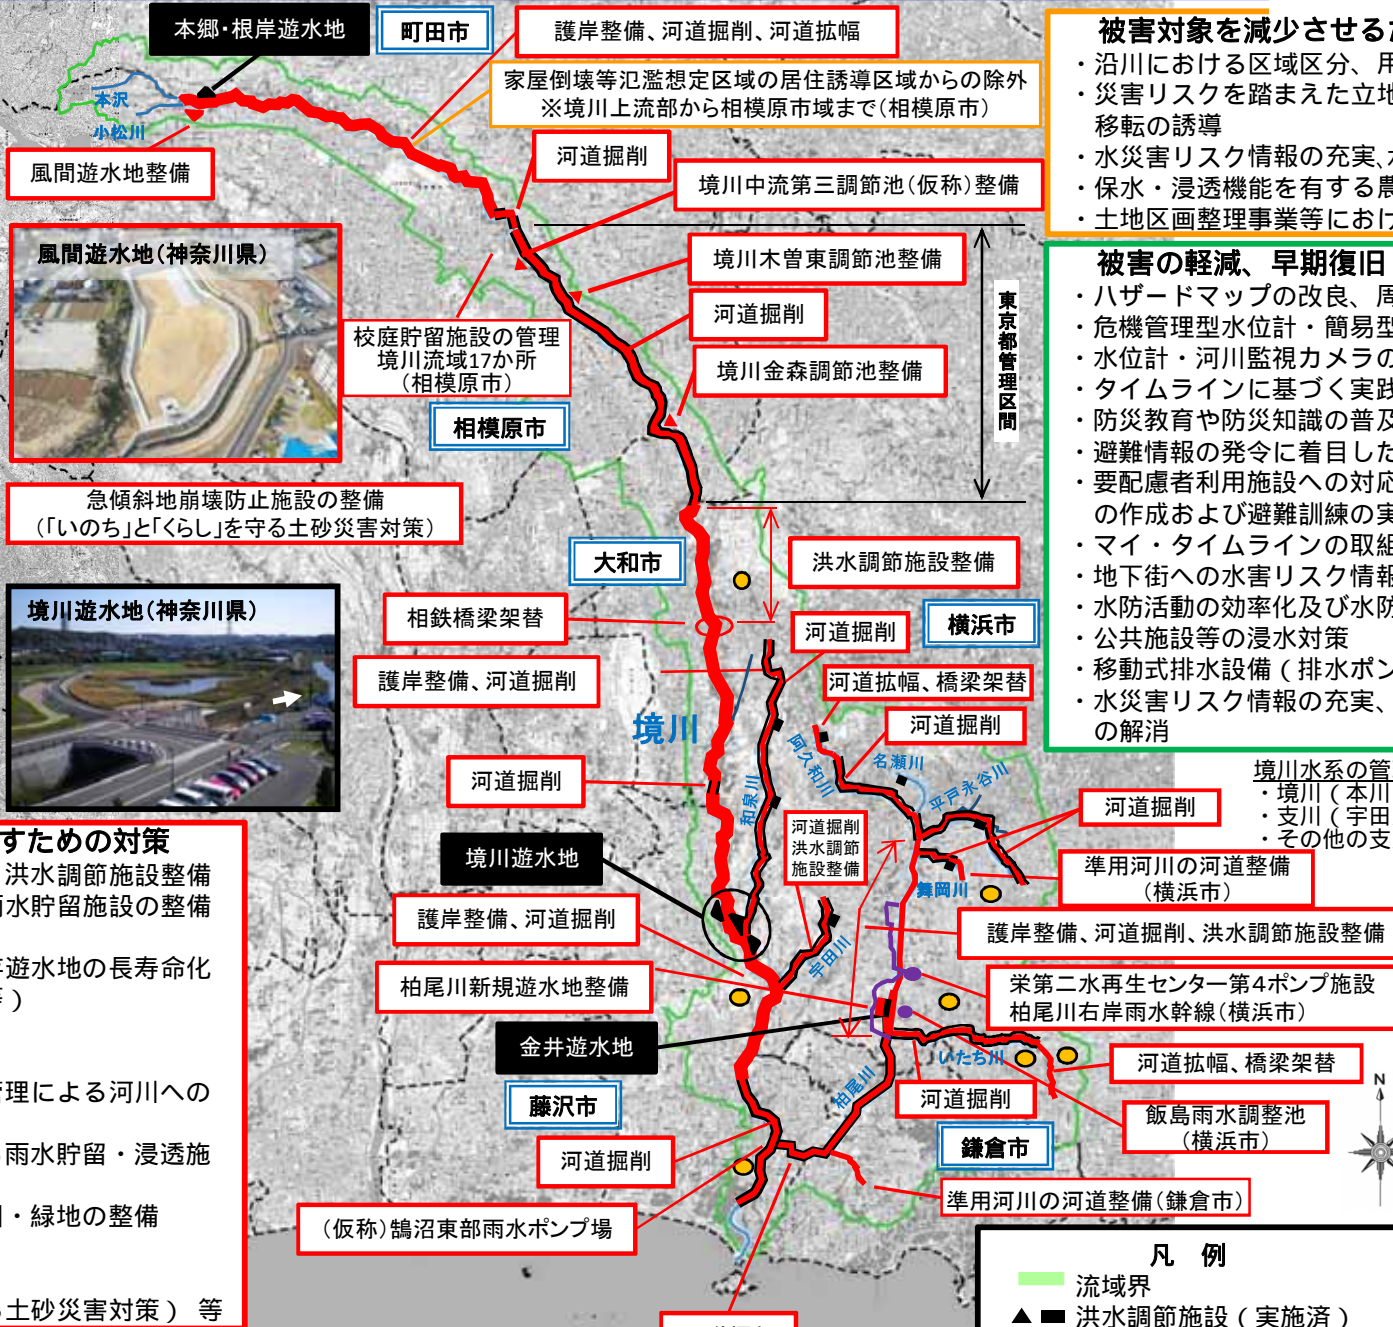 本郷・根岸遊水地
町田市
護岸整備、河道掘削、河道拡幅
家屋倒壊等氾濫想定区域の居住誘導区域からの除外
※境川上流部から相模原市域まで(相模原市)
本沢
小松川
風間遊水地整備
河道掘削
境川中流第三調節池(仮称)整備
風間遊水地(神奈川県)
境川木曽東調節池整備
河道掘削
校庭貯留施設の管理
境川流域17か所
(相模原市)
境川金森調節池整備
東京都管理区間
相模原市
急傾斜地崩壊防止施設の整備
(「いのち」と「くらし」を守る土砂災害対策)
大和市
洪水調節施設整備
境川遊水地(神奈川県)
相鉄橋梁架替
河道掘削
横浜市
護岸整備、河道掘削
河道拡幅、橋梁架替
境川
河道掘削
阿久和川
名瀬川
平戸永谷川
河道掘削
和泉川
河道掘削
河道掘削
洪水調節
施設整備
境川遊水地
準用河川の河道整備
(横浜市)
舞岡川
護岸整備、河道掘削
護岸整備、河道掘削、洪水調節施設整備
宇田川
柏尾川新規遊水地整備
栄第二水再生センター第4ポンプ施設
柏尾川右岸雨水幹線(横浜市)
金井遊水地
いたち川
河道拡幅、橋梁架替
柏尾川
河道掘削
藤沢市
飯島雨水調整池
(横浜市)
鎌倉市
河道掘削
準用河川の河道整備(鎌倉市)
(仮称)鵠沼東部雨水ポンプ場
N
被害対象を減少させるた
・沿川における区域区分、用
・災害リスクを踏まえた立地
移転の誘導
・水災害リスク情報の充実、
・保水・浸透機能を有する農
・土地区画整理事業等におけ
被害の軽減、早期復旧
・ハザードマップの改良、周
・危機管理型水位計・簡易型
・水位計・河川監視カメラの
・タイムラインに基づく実践
・防災教育や防災知識の普及
・避難情報の発令に着目した
・要配慮者利用施設への対応
の作成および避難訓練の実
・マイ・タイムラインの取組
・地下街への水害リスク情報
・水防活動の効率化及び水防
・公共施設等の浸水対策
・移動式排水設備(排水ポン
・水災害リスク情報の充実、
の解消
境川水系の管
・境川(本川
・支川(宇田
・その他の支
すための対策
洪水調節施設整備
雨水貯留施設の整備
遊水地の長寿命化
)
管理による河川への
雨水貯留・浸透施
・緑地の整備
土砂災害対策) 等
凡 例
流域界
洪水調節施設(実施済)